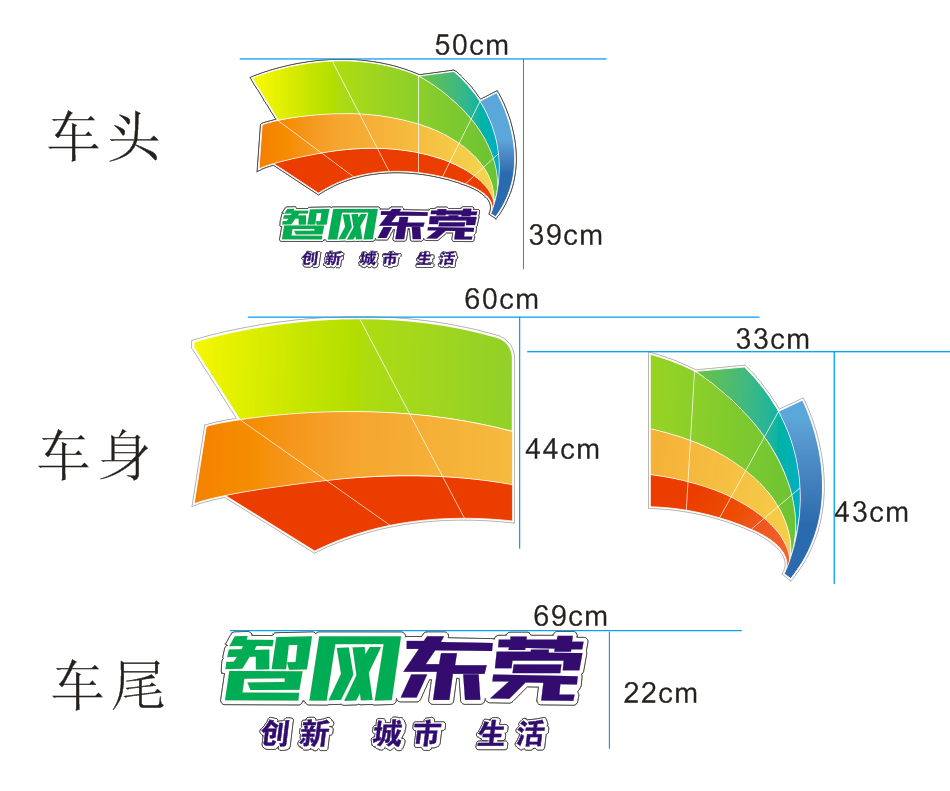 50cm
车头
智网东莞
39cm
创新 城市 生活
60cm
33cm
车身
44cm
43cm
69cm
车尾
智网东莞
22cm
创新 城市 生活